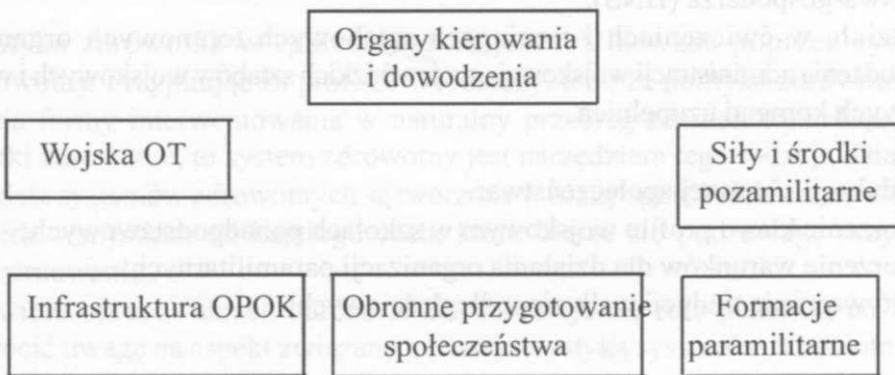 Organy kierowania
i dowodzenia
Wojska OT
Siły i środki
pozamilitarne
Infrastruktura OPOK
Obronne przygotowanie
społeczeństwa
Formacje
paramilitarne